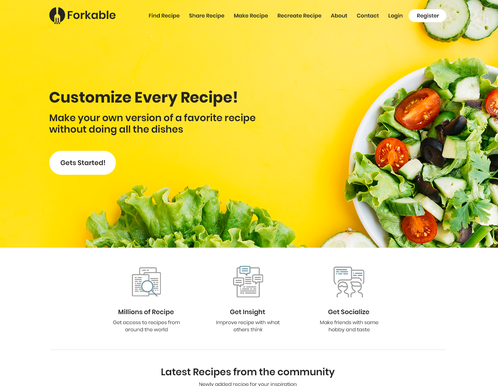 Forkable
Find Recipe Share Recipe Make Recipe Recreate Recipe About Contact Login Register
Customize Every Recipe!
Make your own version of a favorite recipe
without doing all the dishes
Gets Started!
Millions of Recipe
Get access to recipes from
around the world
Get Insight
Improve recipe with what
others think
Get Socialize
Make friends with same
hobby and taste
Latest Recipes from the community
Newly added recipe for your inspiration